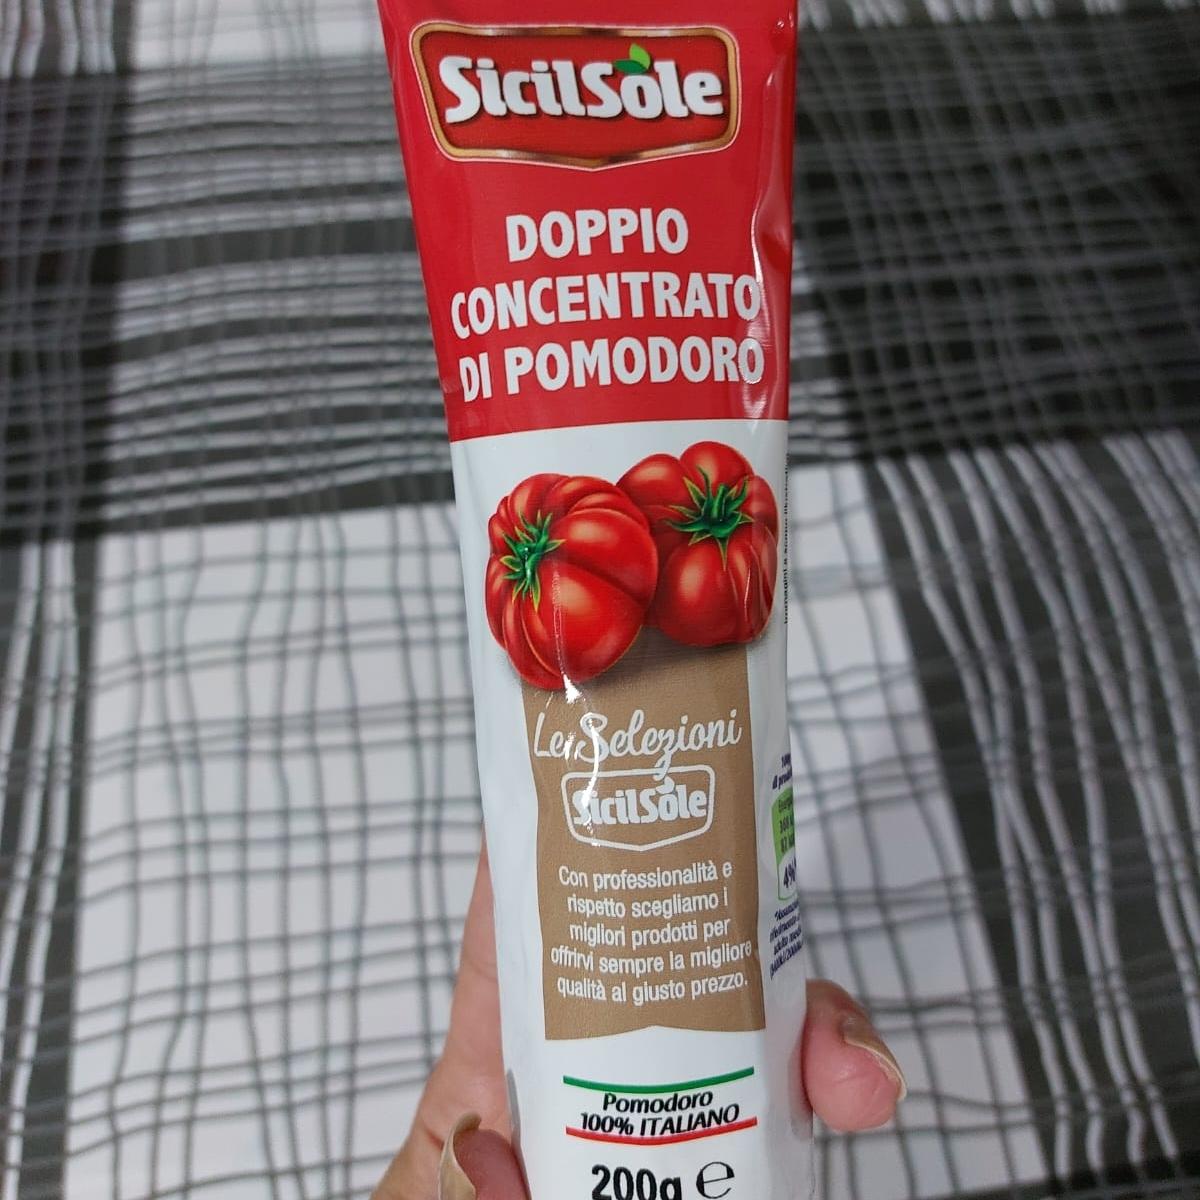 SicilSole
DOPPIO
CONCENTRATO
DI POMODORO
Le Selezioni
SicilSole
Con professionalità e
rispetto scegliamo i
migliori prodotti per
offrirvi sempre la migliore
qualità al giusto prezzo.
Pomodoro
100% ITALIANO
200g ℮